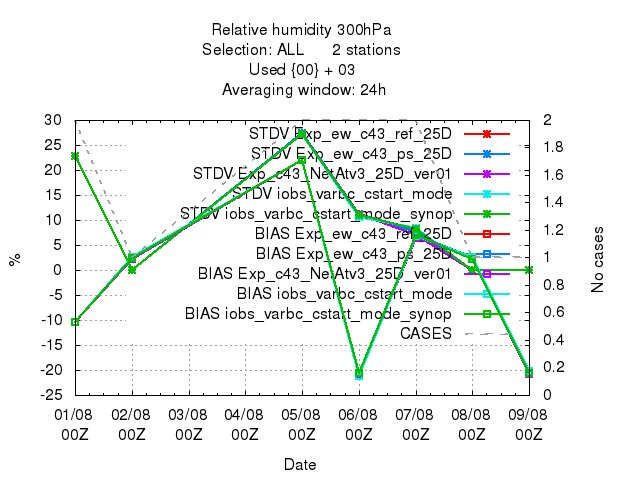 Relative humidity 300hPa
Selection: ALL 2 stations
Used {00} + 03
Averaging window: 24h
30 2
25 1.8
20 1.6
15 1.4
10 1.2
5 1
0 0.8
-5 0.6
-10 0.4
-15 0.2
-20 0
-25
%
No cases
STDV Exp_ew_c43_ref_25D
STDV Exp_ew_c43_ps_25D
STDV Exp_c43_NetAtv3_25D_ver01
STDV iobs_varbc_cstart_mode
STDV iobs_varbc_cstart_mode_synop
BIAS Exp_ew_c43_ref_25D
BIAS Exp_ew_c43_ps_25D
BIAS Exp_c43_NetAtv3_25D_ver01
BIAS iobs_varbc_cstart_mode
BIAS iobs_varbc_cstart_mode_synop
CASES
01/08 02/08 03/08 04/08 05/08 06/08 07/08 08/08 09/08
00Z 00Z 00Z 00Z 00Z 00Z 00Z 00Z 00Z
Date